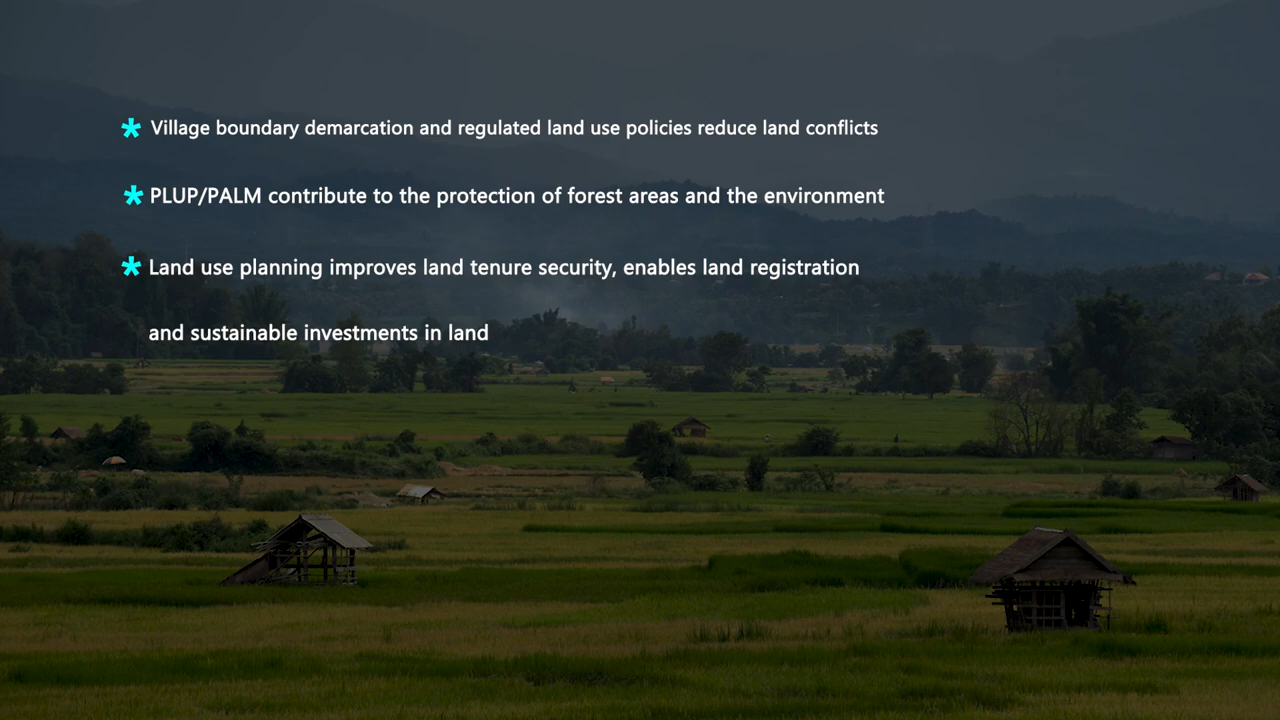 * Village boundary demarcation and regulated land use policies reduce land conflicts
* PLUP/PALM contribute to the protection of forest areas and the environment
* Land use planning improves land tenure security, enables land registration
and sustainable investments in land